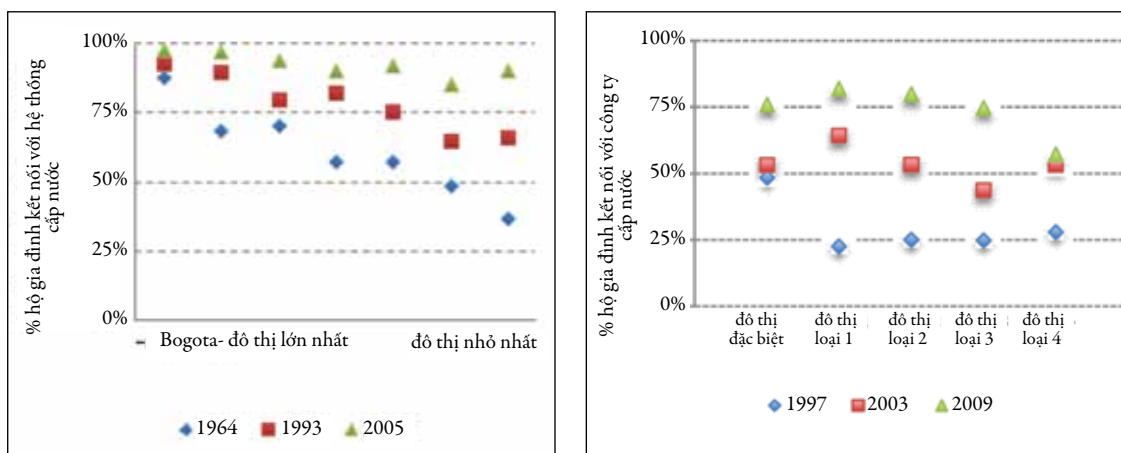 % hộ gia đình kết nối với hệ thống
cấp nước
100%
75%
50%
25%
0%
Bogota- đô thị lớn nhất
đô thị nhỏ nhất
1964
1993
2005
% hộ gia đình kết nối với công ty
cấp nước
100%
75%
50%
25%
0%
đô thị
đặc biệt
đô thị
loại 1
đô thị
loại 2
đô thị
loại 3
đô thị
loại 4
1997
2003
2009